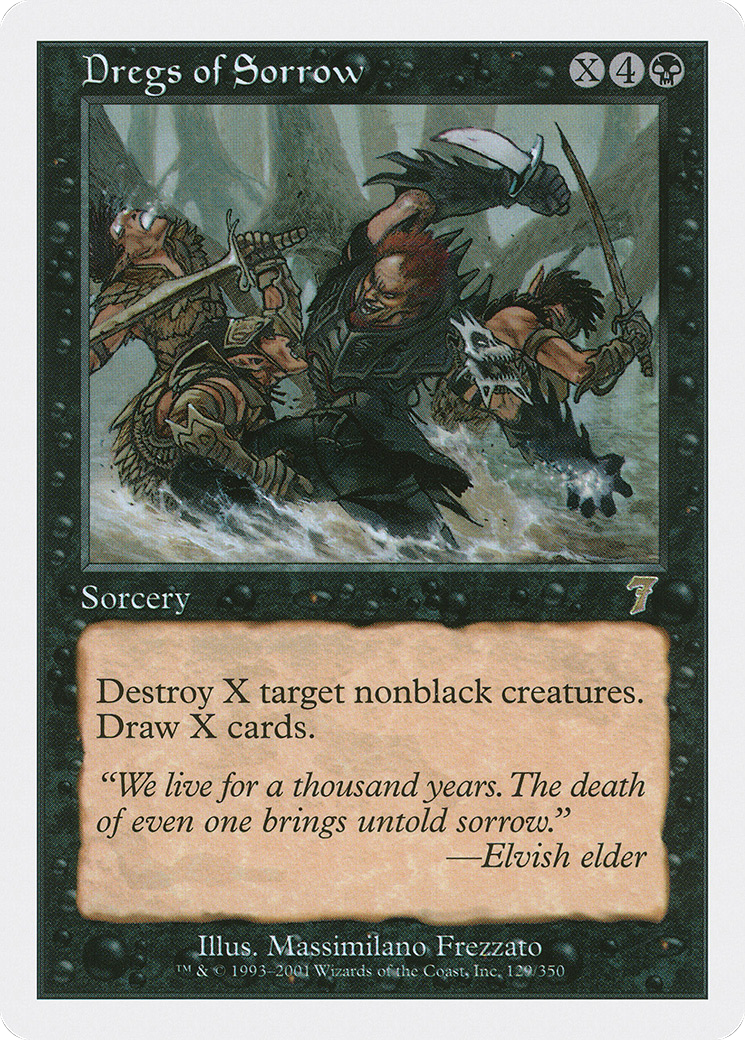 Dregs of Sorrow X 4
Sorcery 7
Destroy X target nonblack creatures.
Draw X cards.
“We live for a thousand years. The death
of even one brings untold sorrow.”
—Elvish elder
Illus. Massimilano Frezzato
™ & © 1993–2001 Wizards of the Coast, Inc. 129/350